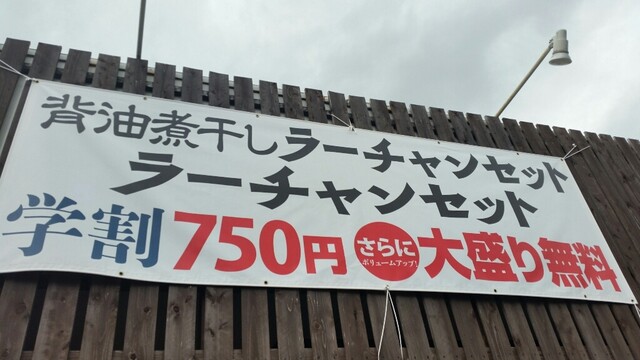 背油煮干しラーチャンセット
ラーチャンセット
学割750円 さらに 大盛り無料
ボリュームアップ!